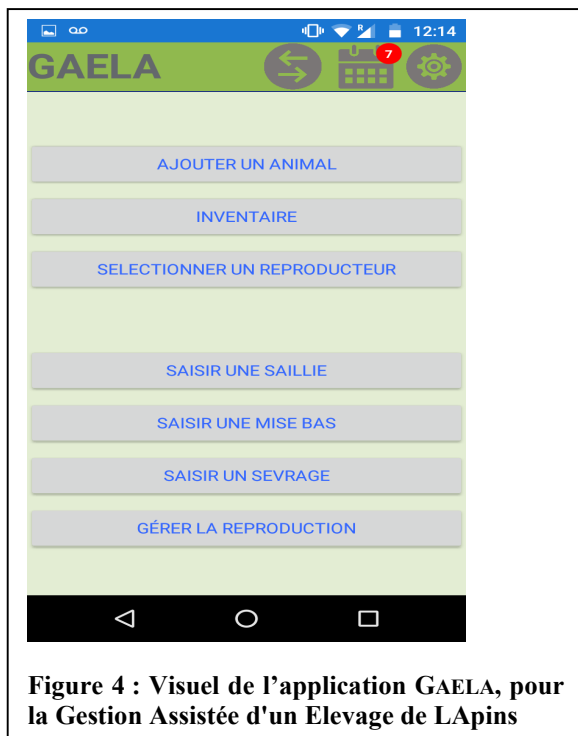 12:14
GAELA
7
AJOUTER UN ANIMAL
INVENTAIRE
SELECTIONNER UN REPRODUCTEUR
SAISIR UNE SAILLIE
SAISIR UNE MISE BAS
SAISIR UN SEVRAGE
GÉRER LA REPRODUCTION
Figure 4 : Visuel de l’application GAELA, pour
la Gestion Assistée d'un Elevage de LApins